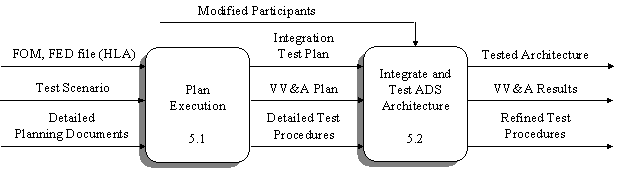 Modified Participants
FOM, FED file (HLA)
Test Scenario
Detailed
Planning Documents
Plan
Execution
5.1
Integration
Test Plan
VV&A Plan
Detailed Test
Procedures
Integrate and
Test ADS
Architecture
5.2
Tested Architecture
VV&A Results
Refined Test
Procedures